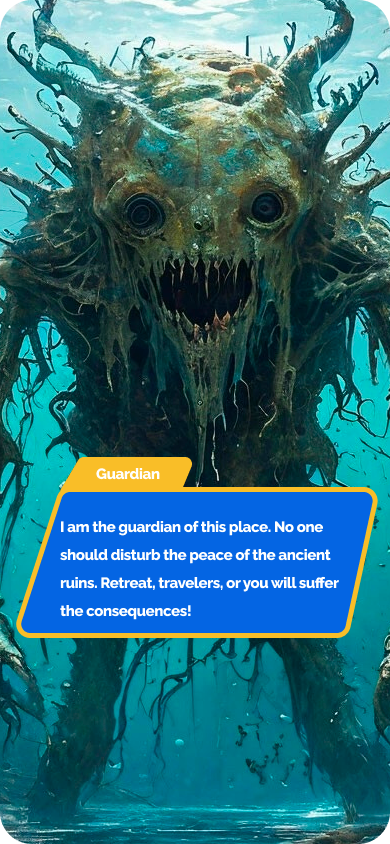 Guardian
I am the guardian of this place. No one
should disturb the peace of the ancient
ruins. Retreat, travelers, or you will suffer
the consequences!